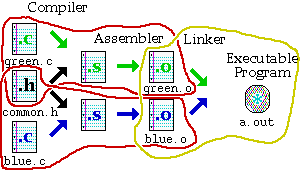 Compiler
Assembler
Linker
Executable
Program
.c
green.c
.s
.o
green.o
.h
common.h
a.out
.c
blue.c
.s
.o
blue.o